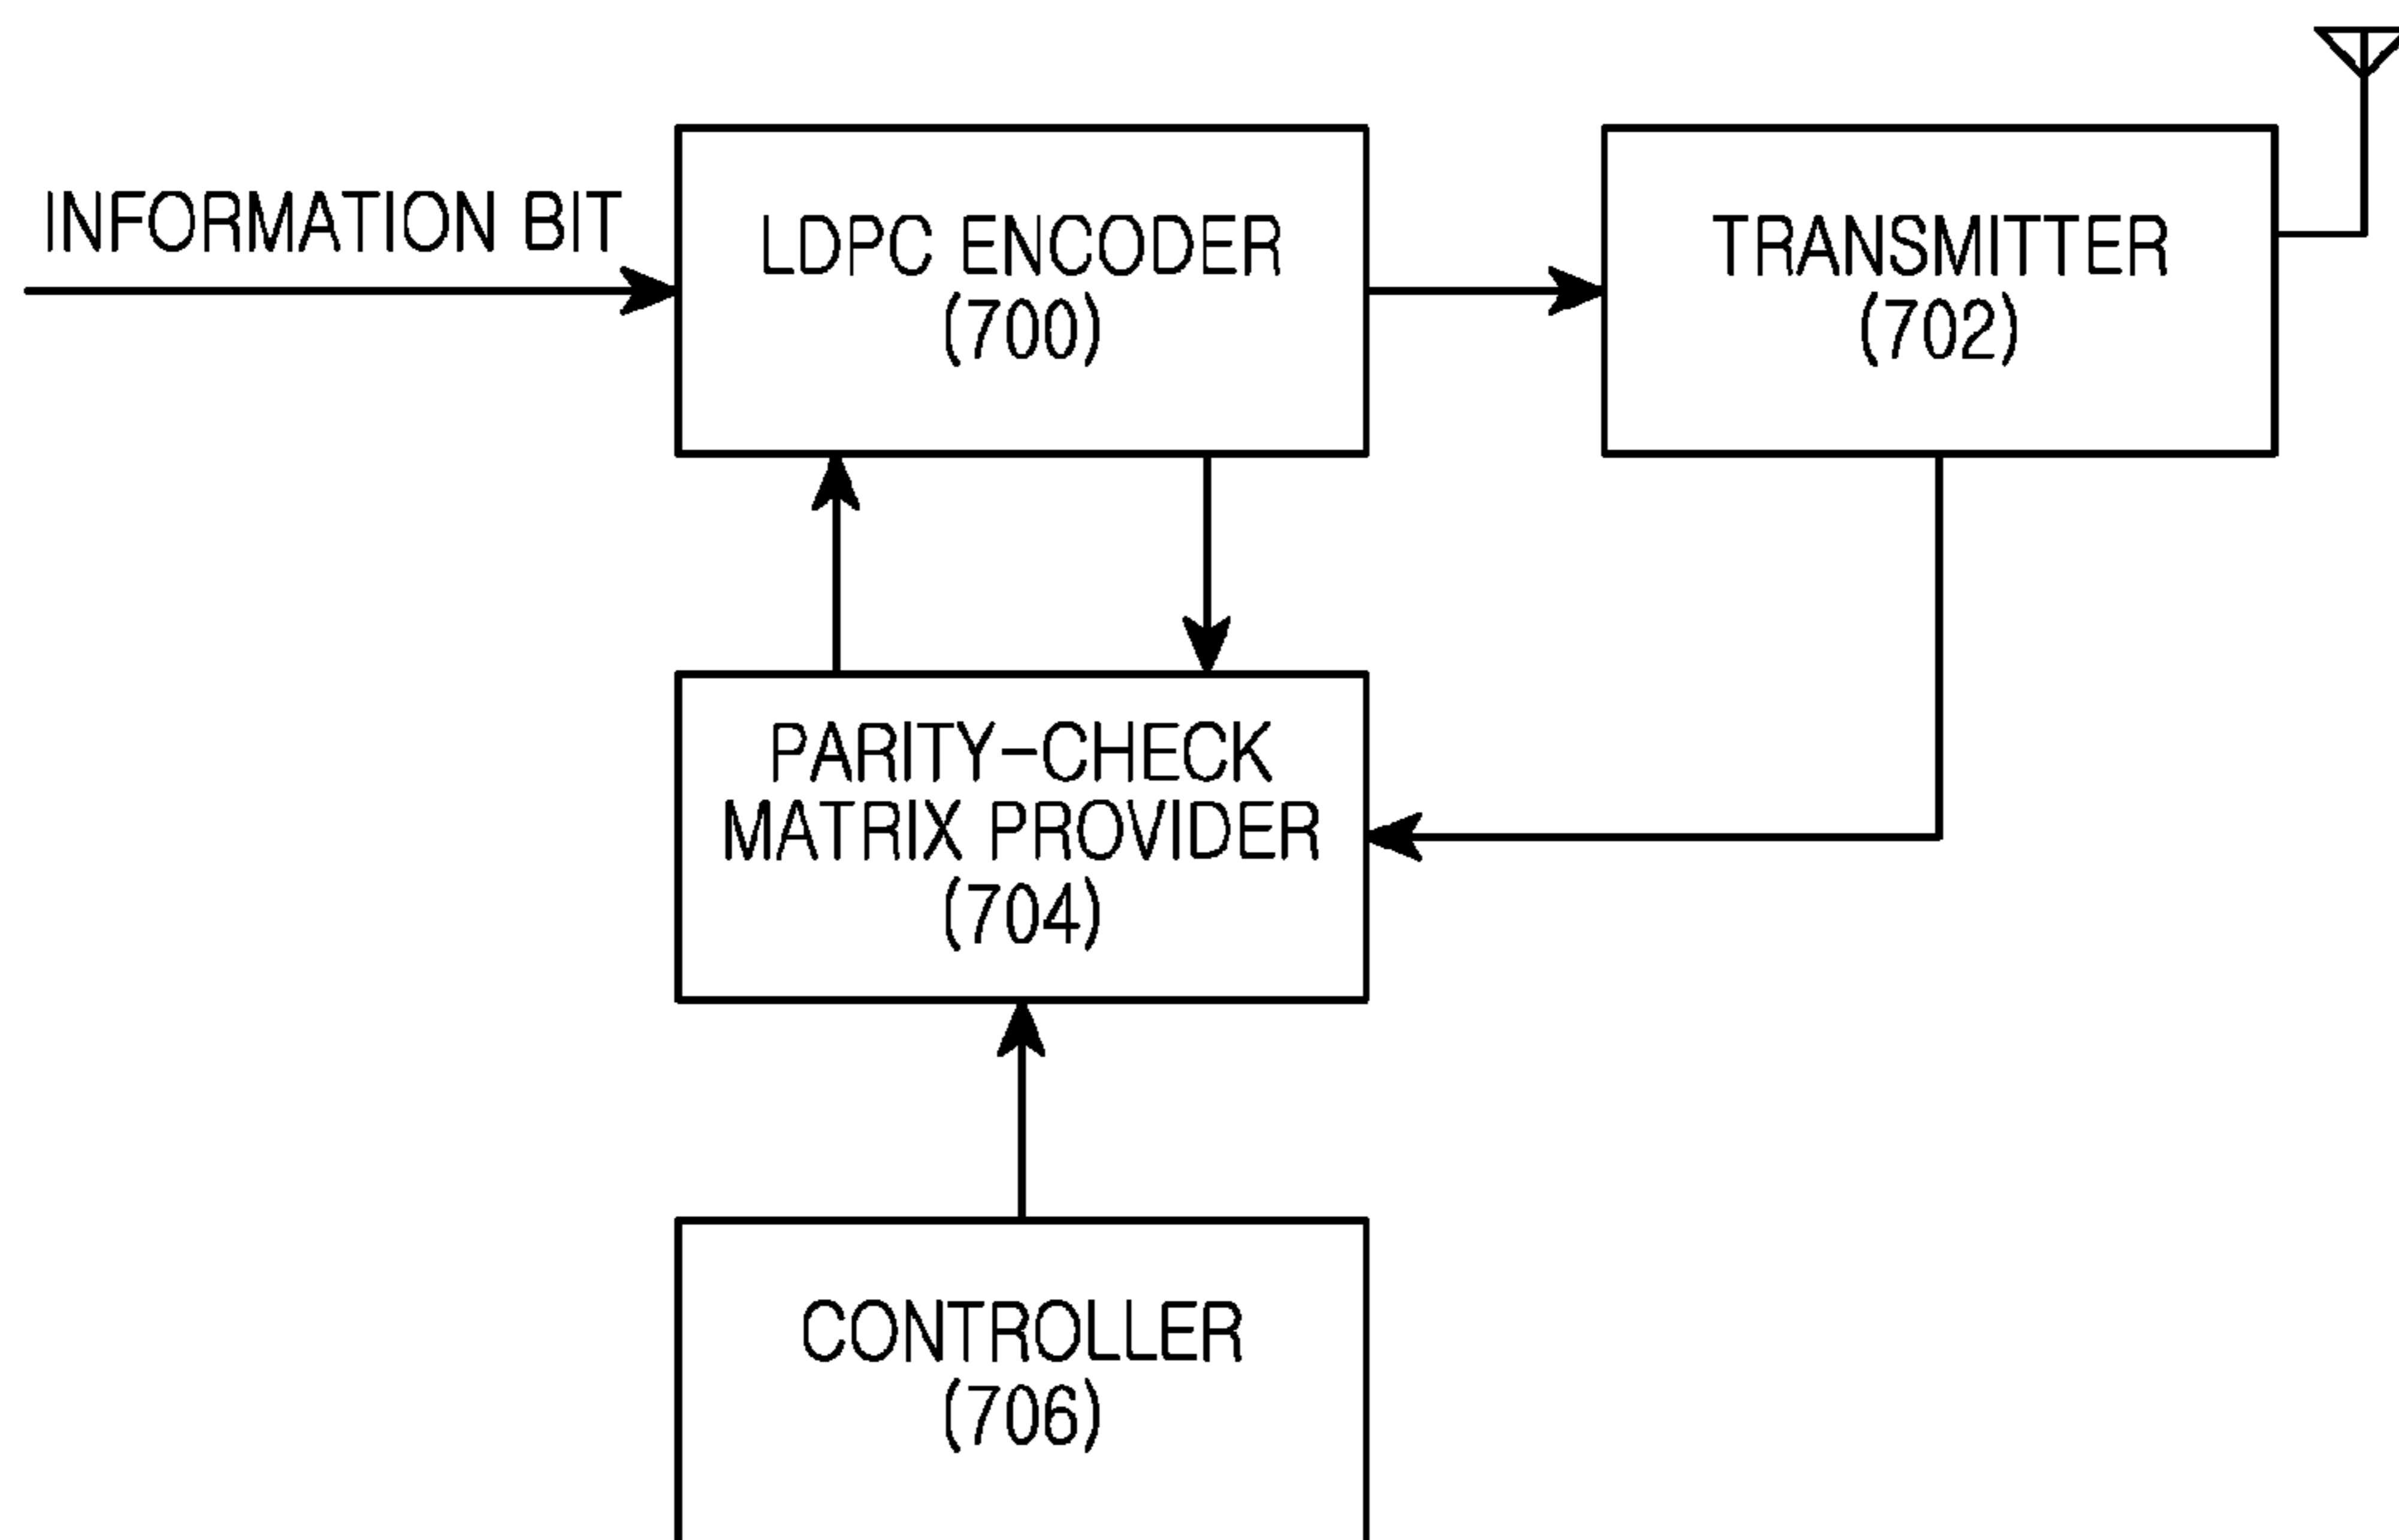 INFORMATION BIT
LDPC ENCODER
(700)
TRANSMITTER
(702)
PARITY-CHECK
MATRIX PROVIDER
(704)
CONTROLLER
(706)